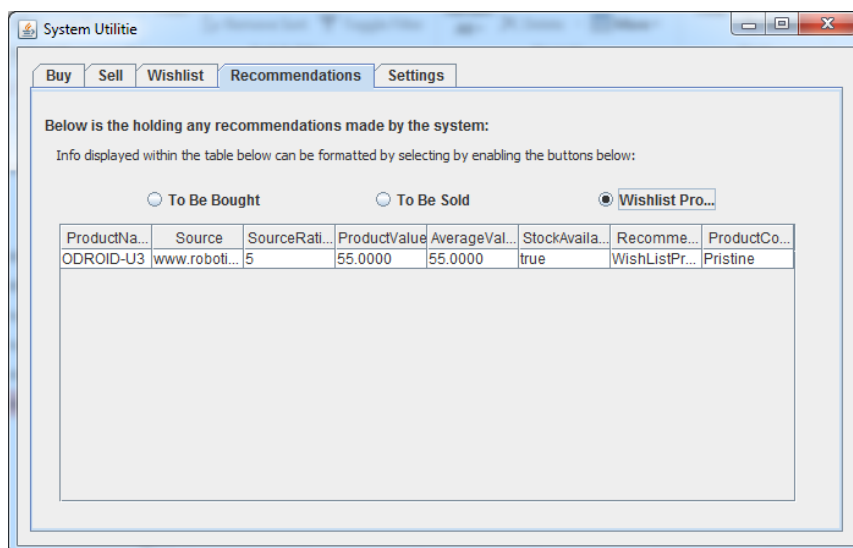 System Utilitie
Buy Sell Wishlist Recommendations Settings
Below is the holding any recommendations made by the system:
Info displayed within the table below can be formatted by selecting by enabling the buttons below:
To Be Bought To Be Sold Wishlist Pro...
ProductNa... Source SourceRati... ProductValue AverageVal... StockAvaila... Recomme... ProductCo...
ODROID-U3 www.roboti... 5 55.0000 55.0000 true WishListPr... Pristine